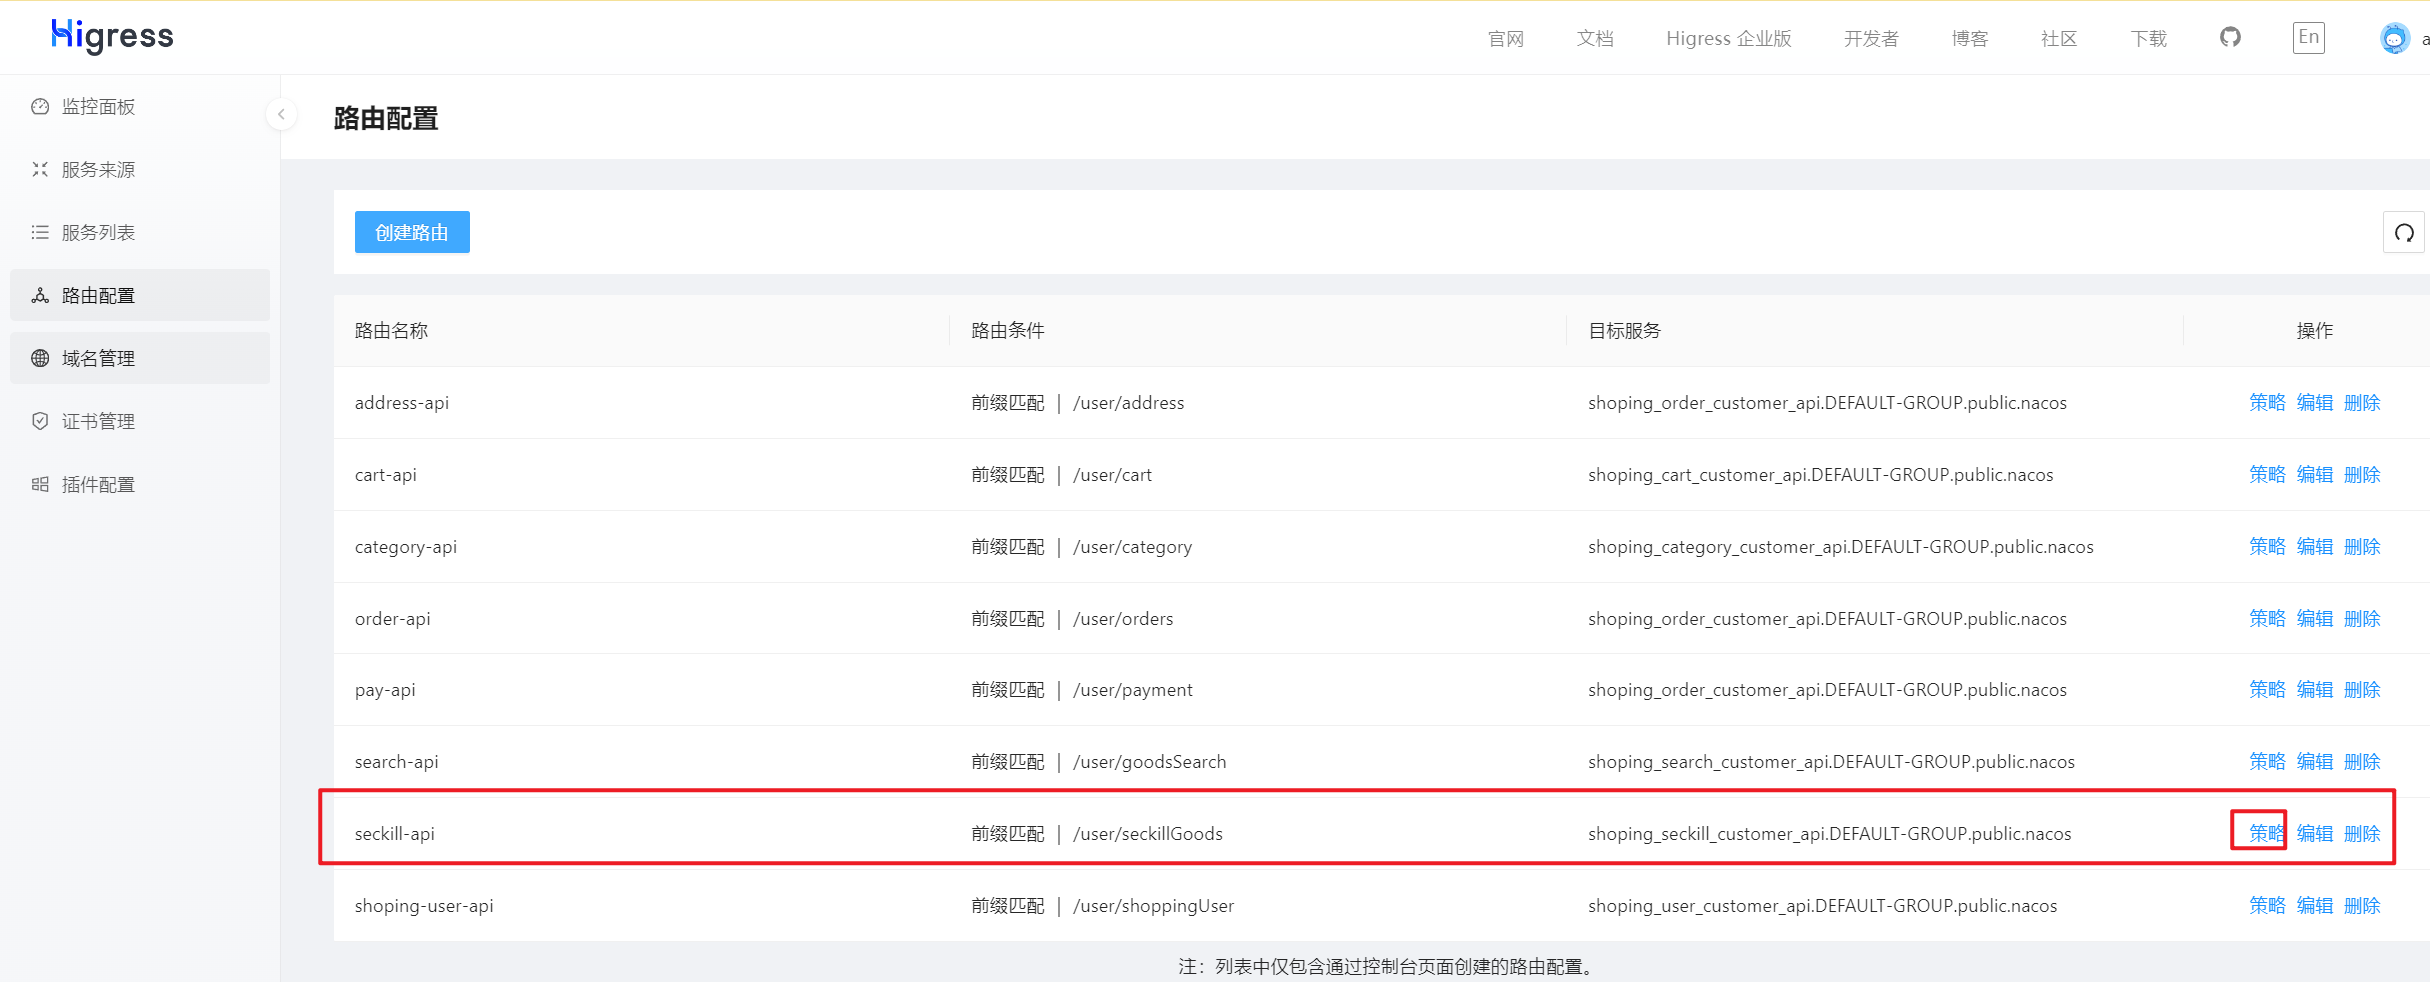 Higress
官网 文档 Higress 企业版 开发者 博客 社区 下载 En a
监控面板
服务来源
服务列表
路由配置
域名管理
证书管理
插件配置
路由配置
创建路由
路由名称 路由条件 目标服务 操作
address-api 前缀匹配 | /user/address shoping_order_customer_api.DEFAULT-GROUP.public.nacos 策略 编辑 删除
cart-api 前缀匹配 | /user/cart shoping_cart_customer_api.DEFAULT-GROUP.public.nacos 策略 编辑 删除
category-api 前缀匹配 | /user/category shoping_category_customer_api.DEFAULT-GROUP.public.nacos 策略 编辑 删除
order-api 前缀匹配 | /user/orders shoping_order_customer_api.DEFAULT-GROUP.public.nacos 策略 编辑 删除
pay-api 前缀匹配 | /user/payment shoping_order_customer_api.DEFAULT-GROUP.public.nacos 策略 编辑 删除
search-api 前缀匹配 | /user/goodsSearch shoping_search_customer_api.DEFAULT-GROUP.public.nacos 策略 编辑 删除
seckill-api 前缀匹配 | /user/seckillGoods shoping_seckill_customer_api.DEFAULT-GROUP.public.nacos 策略 编辑 删除
shoping-user-api 前缀匹配 | /user/shoppingUser shoping_user_customer_api.DEFAULT-GROUP.public.nacos 策略 编辑 删除
注：列表中仅包含通过控制台页面创建的路由配置。